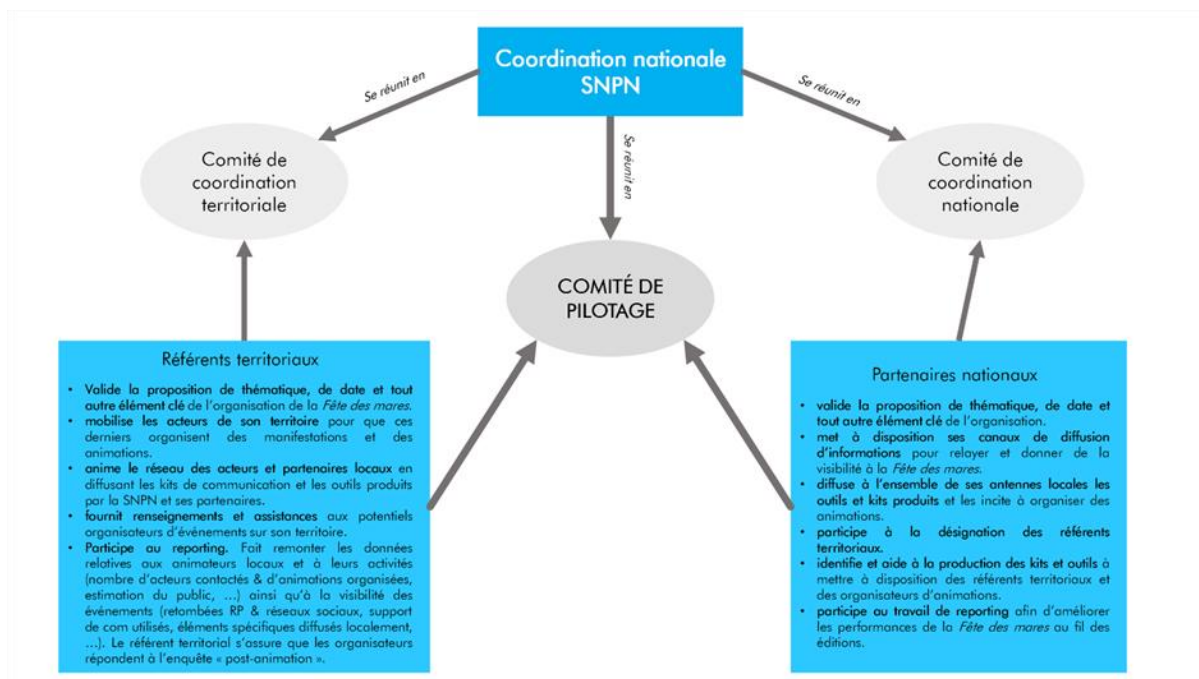 Coordination nationale
SNPN
Se réunit en
Se réunit en
Se réunit en
Comité de
coordination
territoriale
Comité de
coordination
nationale
COMITÉ DE
PILOTAGE
Référents territoriaux
• Valide la proposition de thématique, de date et tout
autre élément clé de l'organisation de la Fête des mares.
• mobilise les acteurs de son territoire pour que ces
derniers organisent des manifestations et des
animations.
• anime le réseau des acteurs et partenaires locaux en
diffusant les kits de communication et les outils produits
par la SNPN et ses partenaires.
• fournit renseignements et assistances aux potentiels
organisateurs d'événements sur son territoire.
• Participe au reporting. Fait remonter les données
relatives aux animateurs locaux et à leurs activités
(nombre d'acteurs contactés & d'animations organisées,
estimation du public, ...) ainsi qu'à la visibilité des
événements (retombées RP & réseaux sociaux, support
de com utilisés, éléments spécifiques diffusés localement,
...). Le référent territorial s'assure que les organisateurs
répondent à l'enquête « post-animation ».
Partenaires nationaux
• valide la proposition de thématique, de date et
tout autre élément clé de l'organisation.
• met à disposition ses canaux de diffusion
d'informations pour relayer et donner de la
visibilité à la Fête des mares.
• diffuse à l'ensemble de ses antennes locales les
outils et kits produits et les incite à organiser des
animations.
• participe à la désignation des référents
territoriaux.
• identifie et aide à la production des kits et outils à
mettre à disposition des référents territoriaux et
des organisateurs d'animations.
• participe au travail de reporting afin d'améliorer
les performances de la Fête des mares au fil des
éditions.